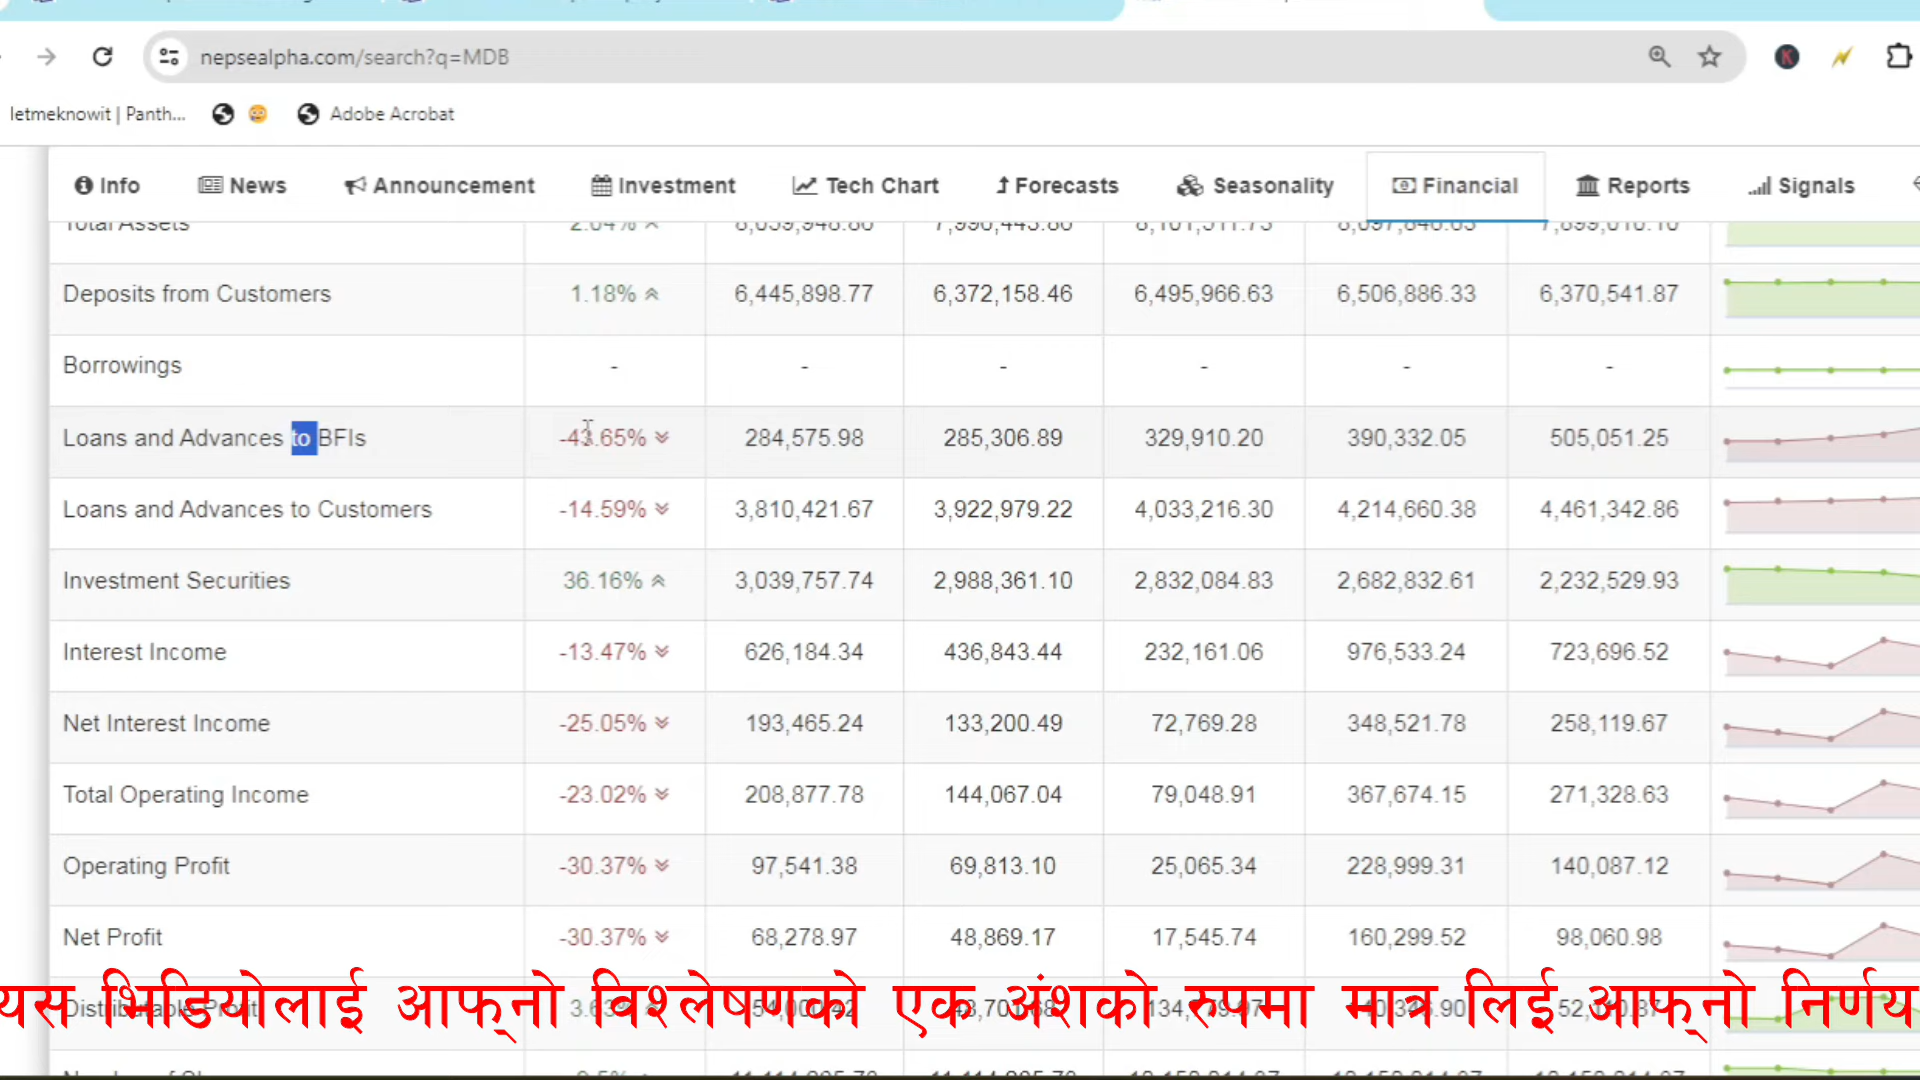 nepsealpha.com/search?q=MDB
letmeknowit | Panth... Adobe Acrobat
Info News Announcement Investment Tech Chart Forecasts Seasonality Financial Reports Signals
Total Assets 2.04%
Deposits from Customers 1.18% 6,445,898.77 6,372,158.46 6,495,966.63 6,506,886.33 6,370,541.87
Borrowings - - - - - -
Loans and Advances to BFIs -43.65% 284,575.98 285,306.89 329,910.20 390,332.05 505,051.25
Loans and Advances to Customers -14.59% 3,810,421.67 3,922,979.22 4,033,216.30 4,214,660.38 4,461,342.86
Investment Securities 36.16% 3,039,757.74 2,988,361.10 2,832,084.83 2,682,832.61 2,232,529.93
Interest Income -13.47% 626,184.34 436,843.44 232,161.06 976,533.24 723,696.52
Net Interest Income -25.05% 193,465.24 133,200.49 72,769.28 348,521.78 258,119.67
Total Operating Income -23.02% 208,877.78 144,067.04 79,048.91 367,674.15 271,328.63
Operating Profit -30.37% 97,541.38 69,813.10 25,065.34 228,999.31 140,087.12
Net Profit -30.37% 68,278.97 48,869.17 17,545.74 160,299.52 98,060.98
Distributable Profit
यस भिडियोलाई आफ्नो विश्लेषणको एक अंशको रुपमा मात्र लिई आफ्नो निर्णय